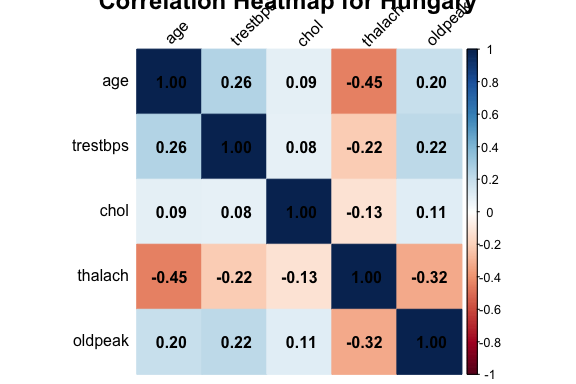 Correlation Heatmap for Hungary
age trestbps chol thalach oldpeak
age 1.00 0.26 0.09 -0.45 0.20
trestbps 0.26 1.00 0.08 -0.22 0.22
chol 0.09 0.08 1.00 -0.13 0.11
thalach -0.45 -0.22 -0.13 1.00 -0.32
oldpeak 0.20 0.22 0.11 -0.32 1.00
1
0.8
0.6
0.4
0.2
0
-0.2
-0.4
-0.6
-0.8
-1